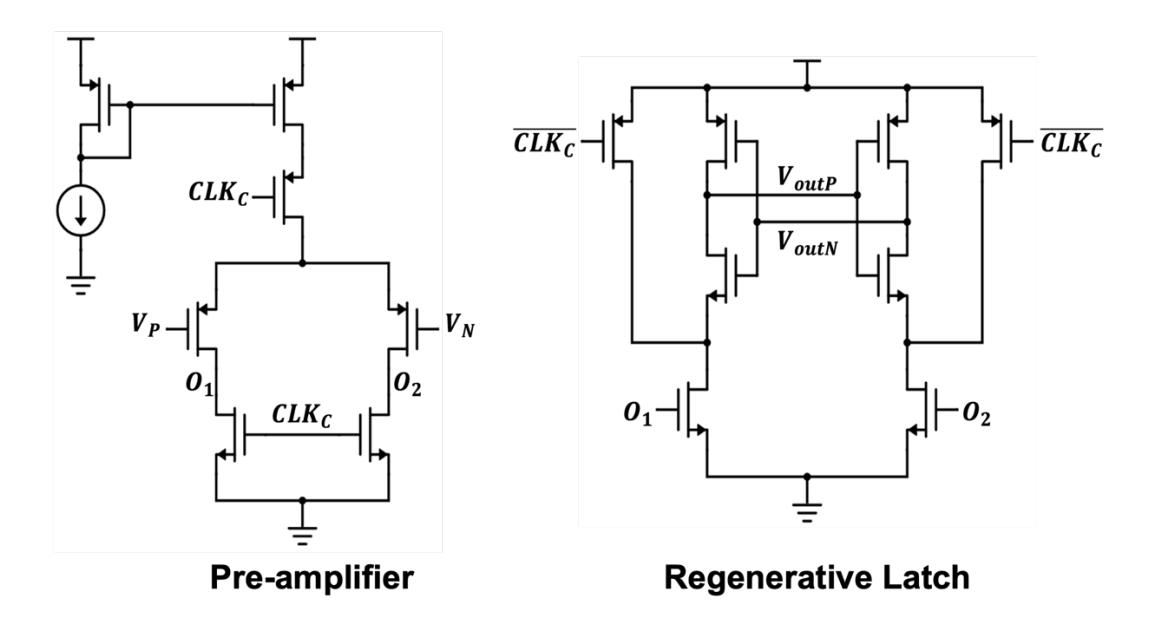 CLK_C
V_P
V_N
O_1
O_2
CLK_C
Pre-amplifier
\overline{CLK_C}
\overline{CLK_C}
V_{outP}
V_{outN}
O_1
O_2
Regenerative Latch